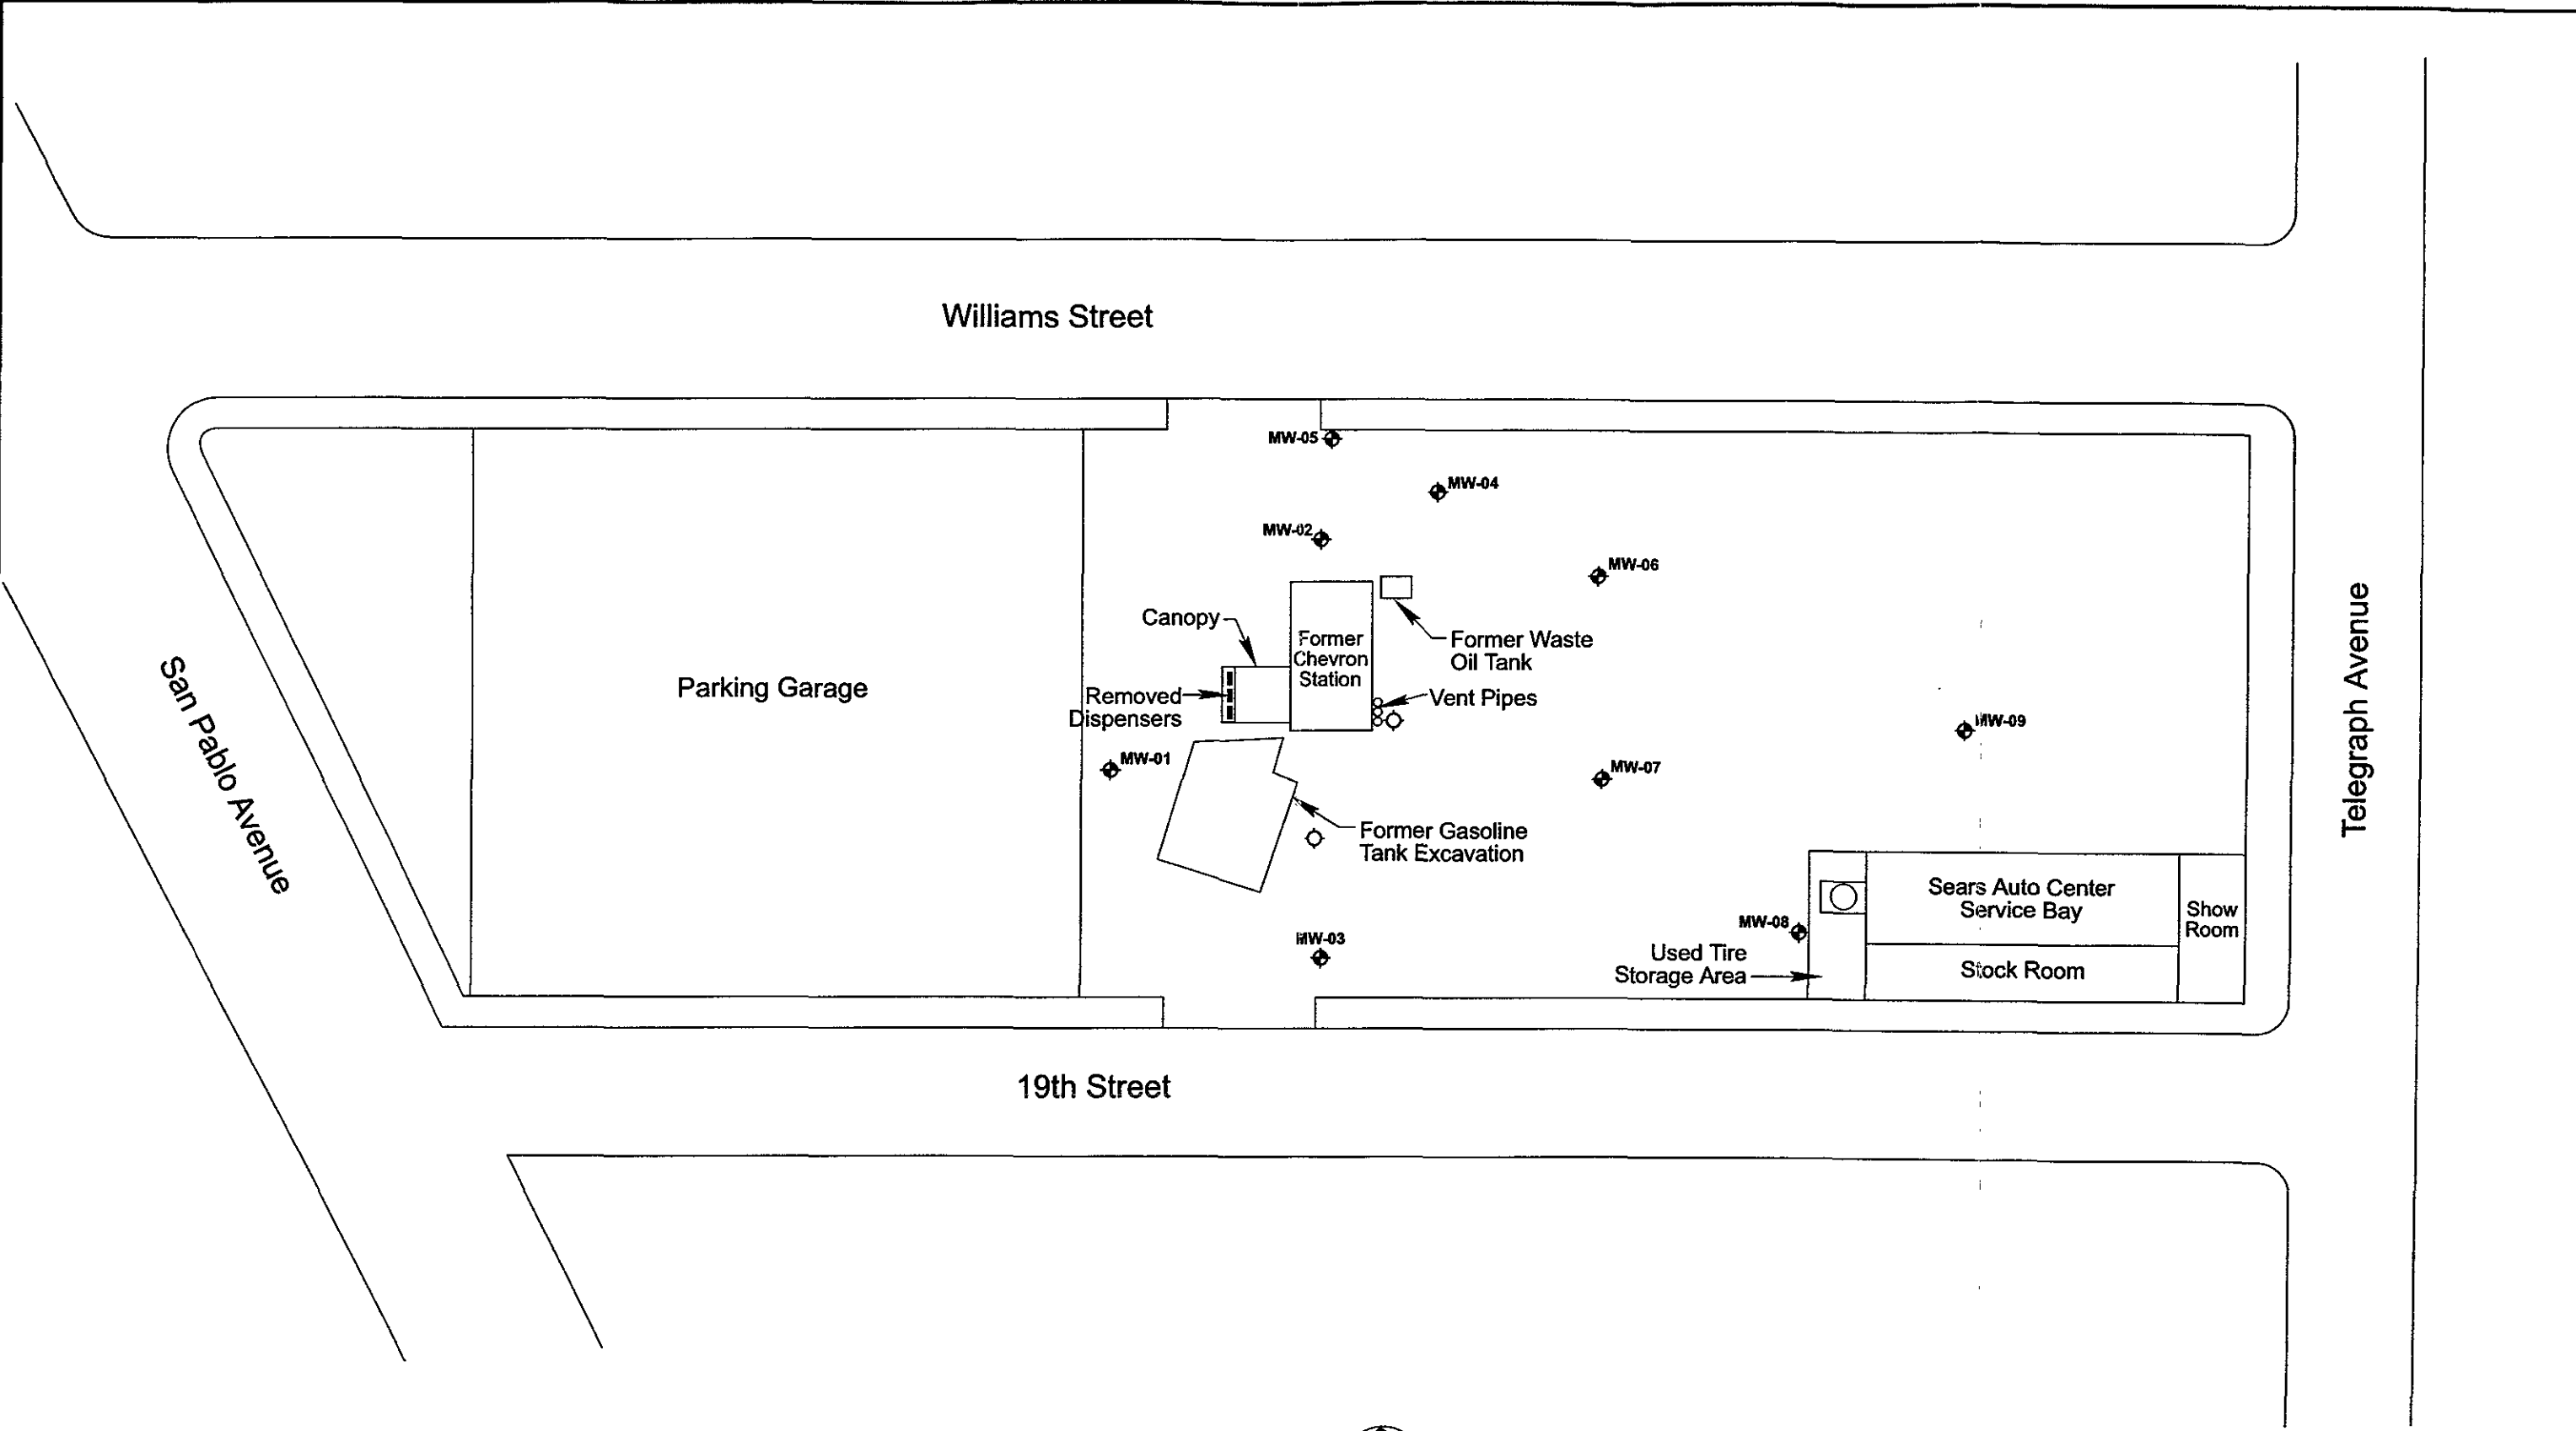 Williams Street
MW-05
MW-04
MW-02
MW-06
Canopy
Former
Chevron
Station
Former Waste
Oil Tank
Parking Garage
Removed
Dispensers
Vent Pipes
San Pablo Avenue
Telegraph Avenue
MW-09
MW-01
MW-07
Former Gasoline
Tank Excavation
Sears Auto Center
Service Bay
Show
Room
MW-08
MW-03
Used Tire
Storage Area
Stock Room
19th Street